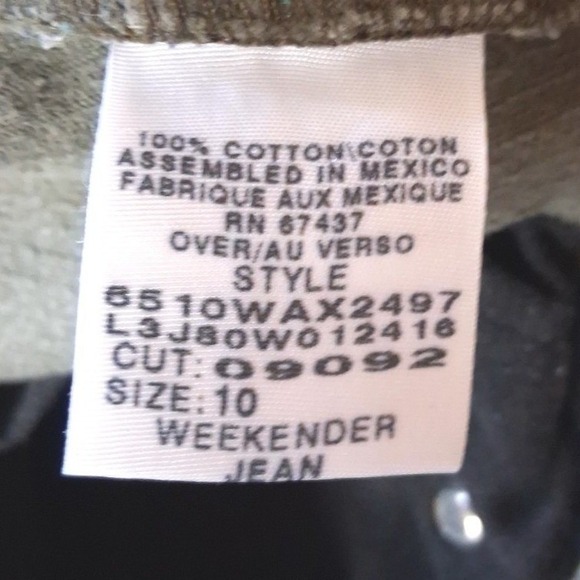 100% COTTON\COTON
ASSEMBLED IN MEXICO
FABRIQUE AUX MEXIQUE
RN 67437
OVER/AU VERSO
STYLE
6510WAX2497
L3J80W012416
CUT: 09092
SIZE: 10
WEEKENDER
JEAN